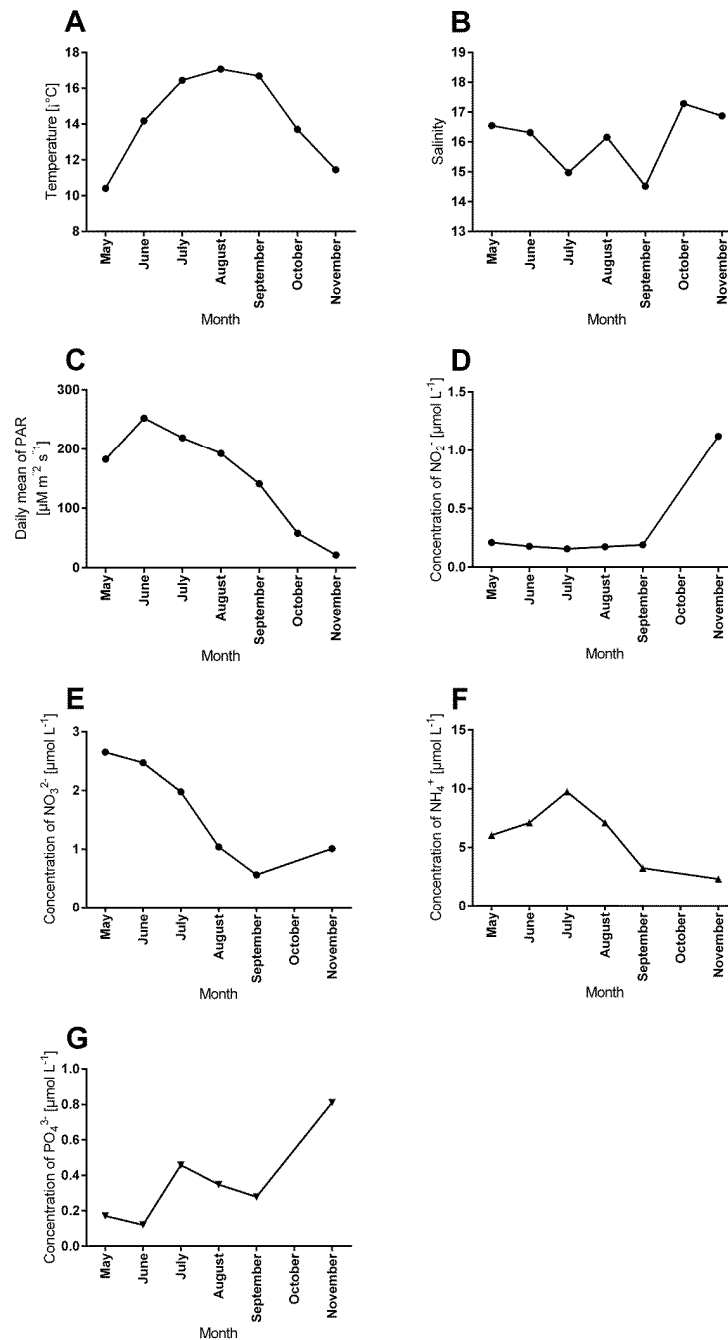 A
Temperature [¡°C]
18
16
14
12
10
8
May
June
July
August
September
October
November
Month
B
Salinity
19
18
17
16
15
14
13
May
June
July
August
September
October
November
Month
C
Daily mean of PAR
[µM m⁻² s⁻¹]
300
200
100
0
May
June
July
August
September
October
November
Month
D
Concentration of NO₂⁻ [µmol L⁻¹]
1.5
1.0
0.5
0.0
May
June
July
August
September
October
November
Month
E
Concentration of NO₃²⁻ [µmol L⁻¹]
3
2
1
0
May
June
July
August
September
October
November
Month
F
Concentration of NH₄⁺ [µmol L⁻¹]
15
10
5
0
May
June
July
August
September
October
November
Month
G
Concentration of PO₄³⁻ [µmol L⁻¹]
1.0
0.8
0.6
0.4
0.2
0.0
May
June
July
August
September
October
November
Month